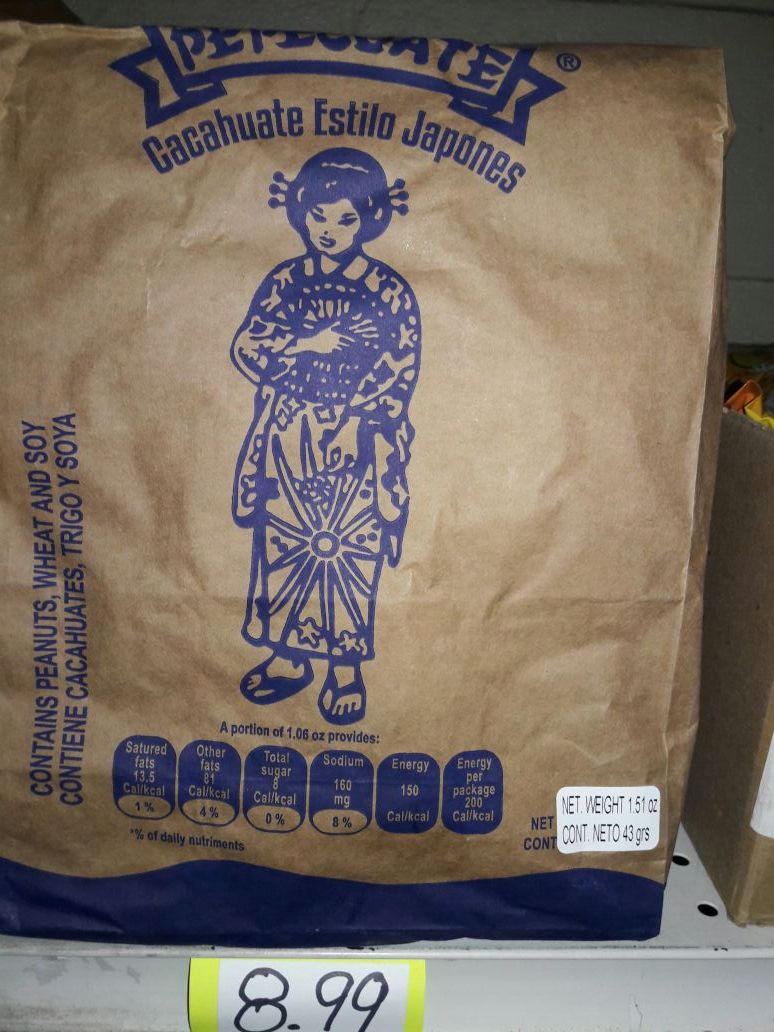 ®
Cacahuate Estilo Japones
CONTAINS PEANUTS, WHEAT AND SOY
CONTIENE CACAHUATES, TRIGO Y SOYA
A portion of 1.06 oz provides:
Satured
fats
13.5
Cal/kcal
1 %
Other
fats
81
Cal/kcal
4 %
Total
sugar
8
Cal/kcal
0 %
Sodium
160
mg
8 %
Energy
150
Cal/kcal
Energy
per
package
200
Cal/kcal
*% of daily nutriments
NET
CONT
NET. WEIGHT 1.51 oz
CONT. NETO 43 grs
8.99